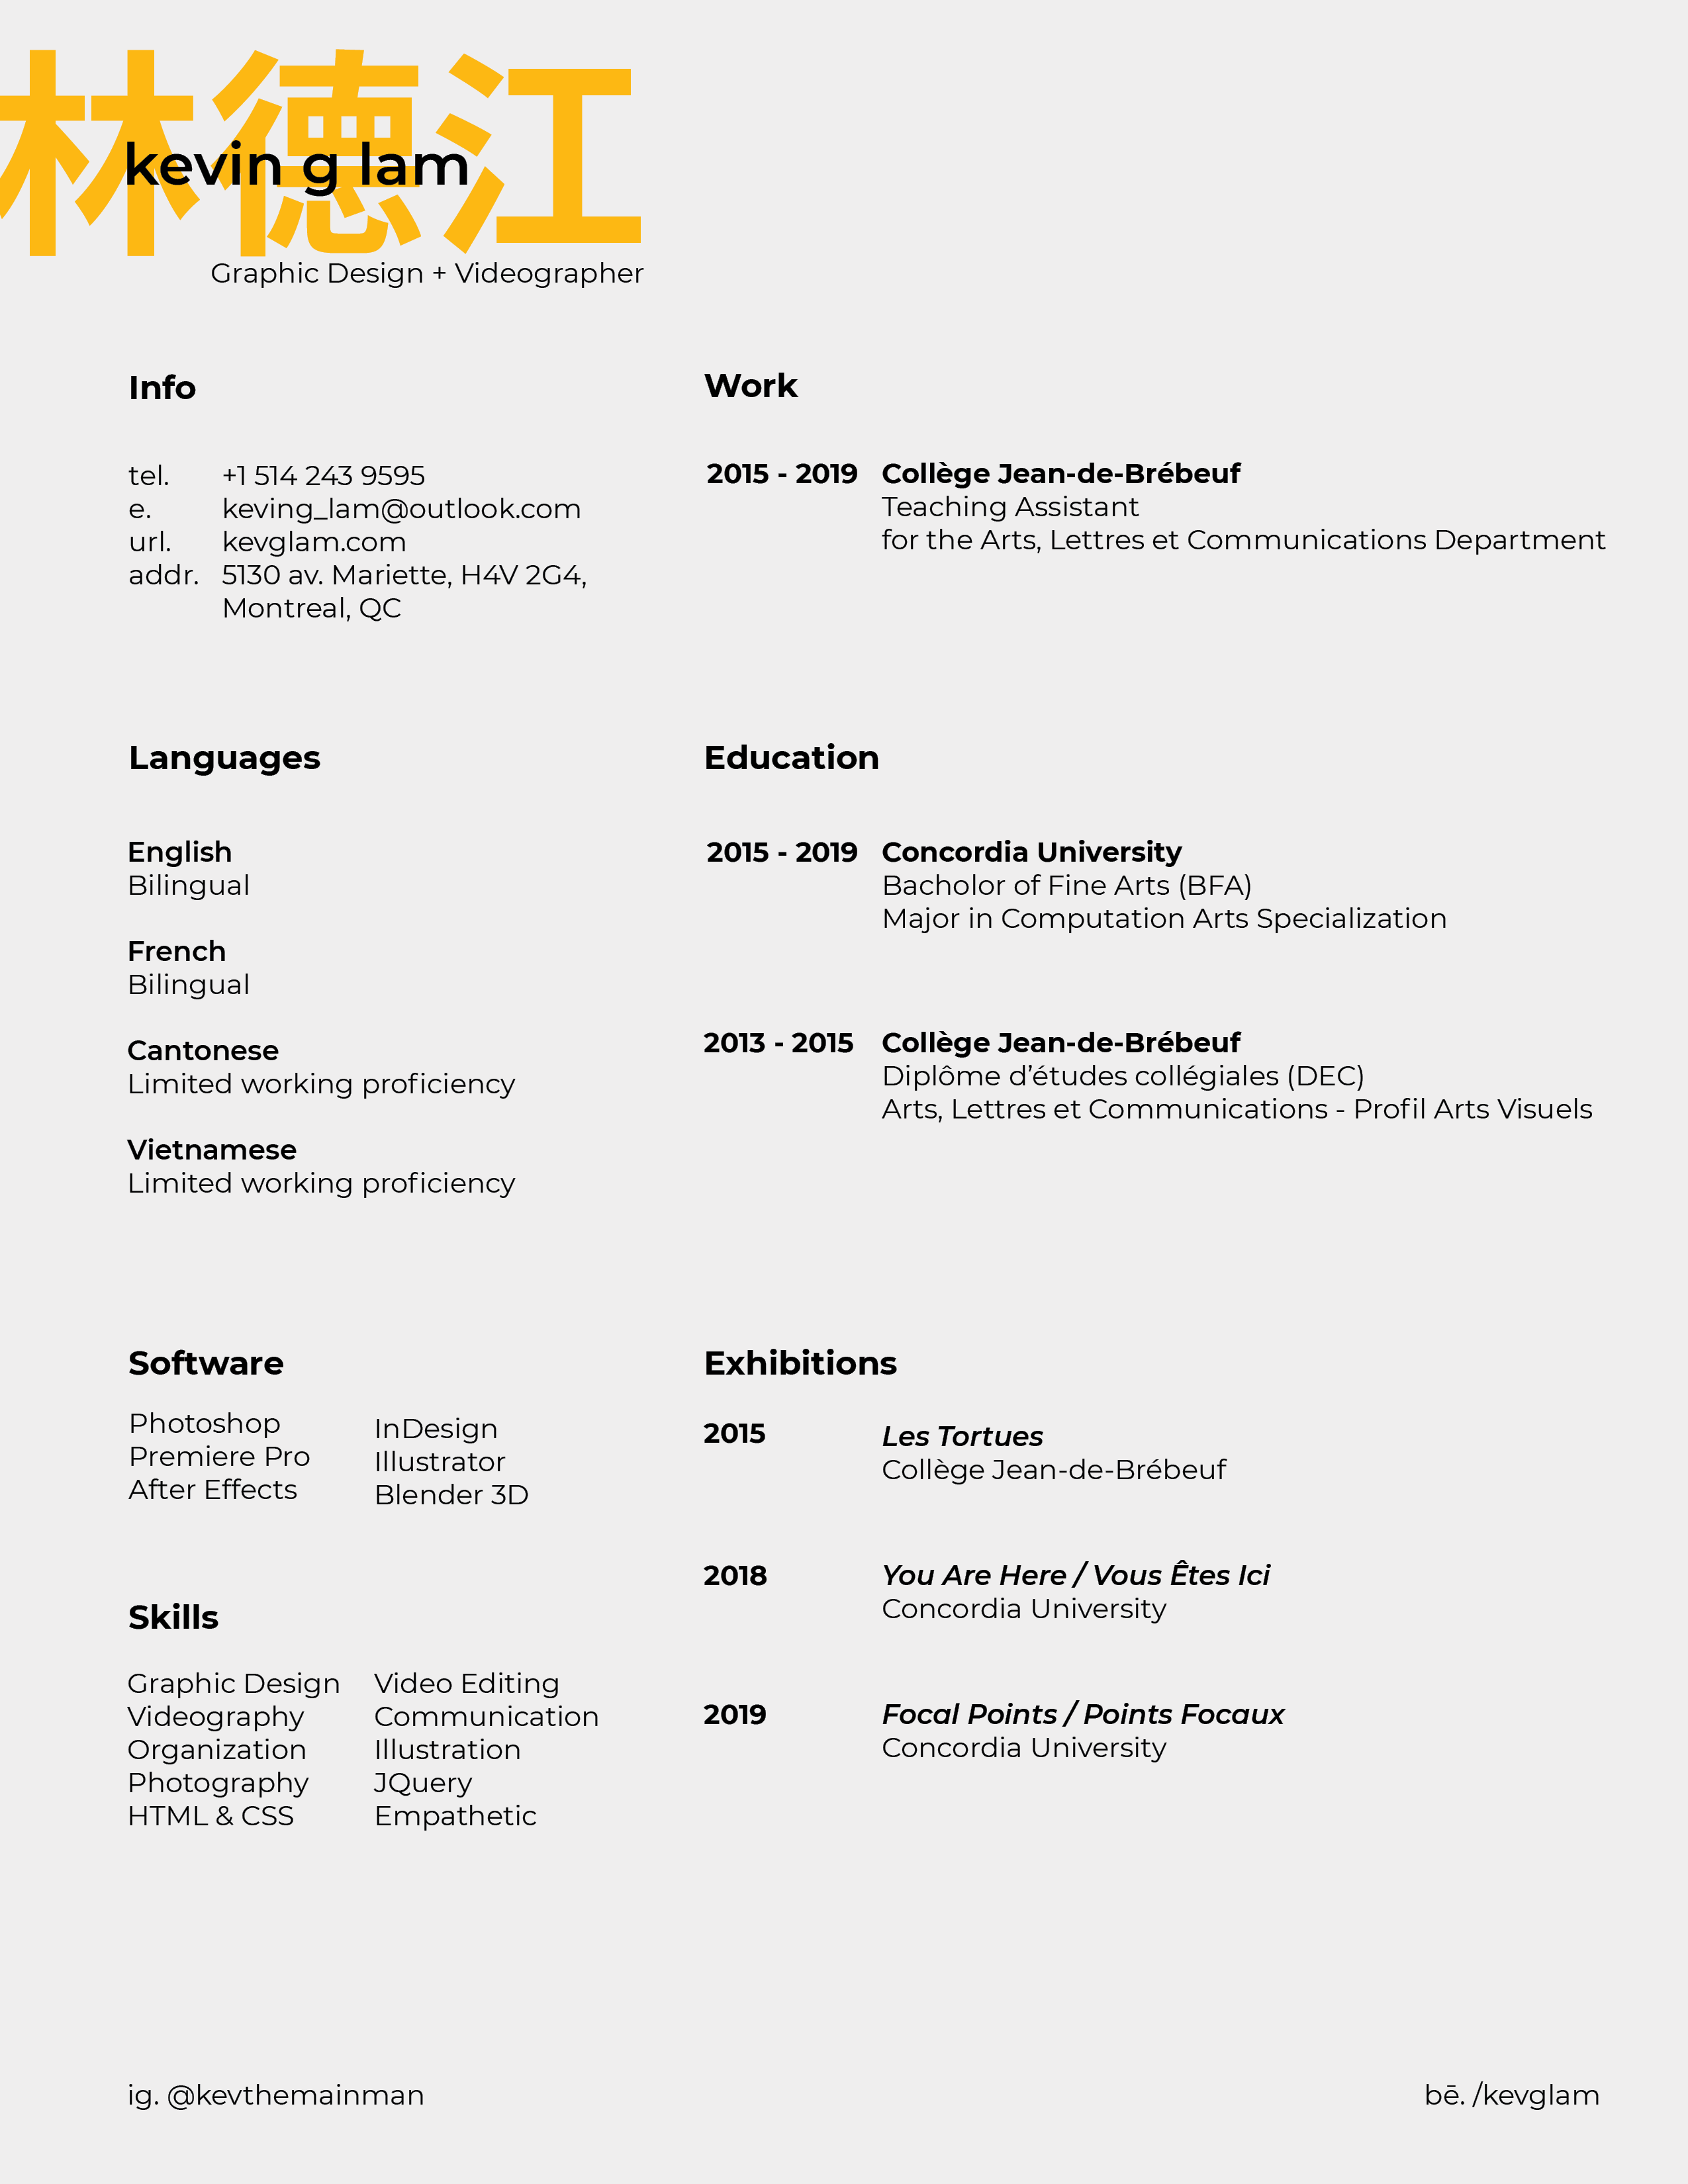 林德江
kevin g lam
Graphic Design + Videographer
Info
tel. +1 514 243 9595
e. keving_lam@outlook.com
url. kevglam.com
addr. 5130 av. Mariette, H4V 2G4,
Montreal, QC
Work
2015 - 2019 Collège Jean-de-Brébeuf
Teaching Assistant
for the Arts, Lettres et Communications Department
Languages
English
Bilingual
French
Bilingual
Cantonese
Limited working proficiency
Vietnamese
Limited working proficiency
Education
2015 - 2019 Concordia University
Bacholor of Fine Arts (BFA)
Major in Computation Arts Specialization
2013 - 2015 Collège Jean-de-Brébeuf
Diplôme d’études collégiales (DEC)
Arts, Lettres et Communications - Profil Arts Visuels
Software
Photoshop
Premiere Pro
After Effects
InDesign
Illustrator
Blender 3D
Skills
Graphic Design
Videography
Organization
Photography
HTML & CSS
Video Editing
Communication
Illustration
JQuery
Empathetic
Exhibitions
2015 Les Tortues
Collège Jean-de-Brébeuf
2018 You Are Here / Vous Êtes Ici
Concordia University
2019 Focal Points / Points Focaux
Concordia University
ig. @kevthemainman
bē. /kevglam